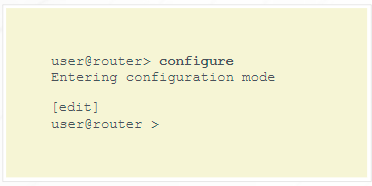 user@router> configure
Entering configuration mode
[edit]
user@router >